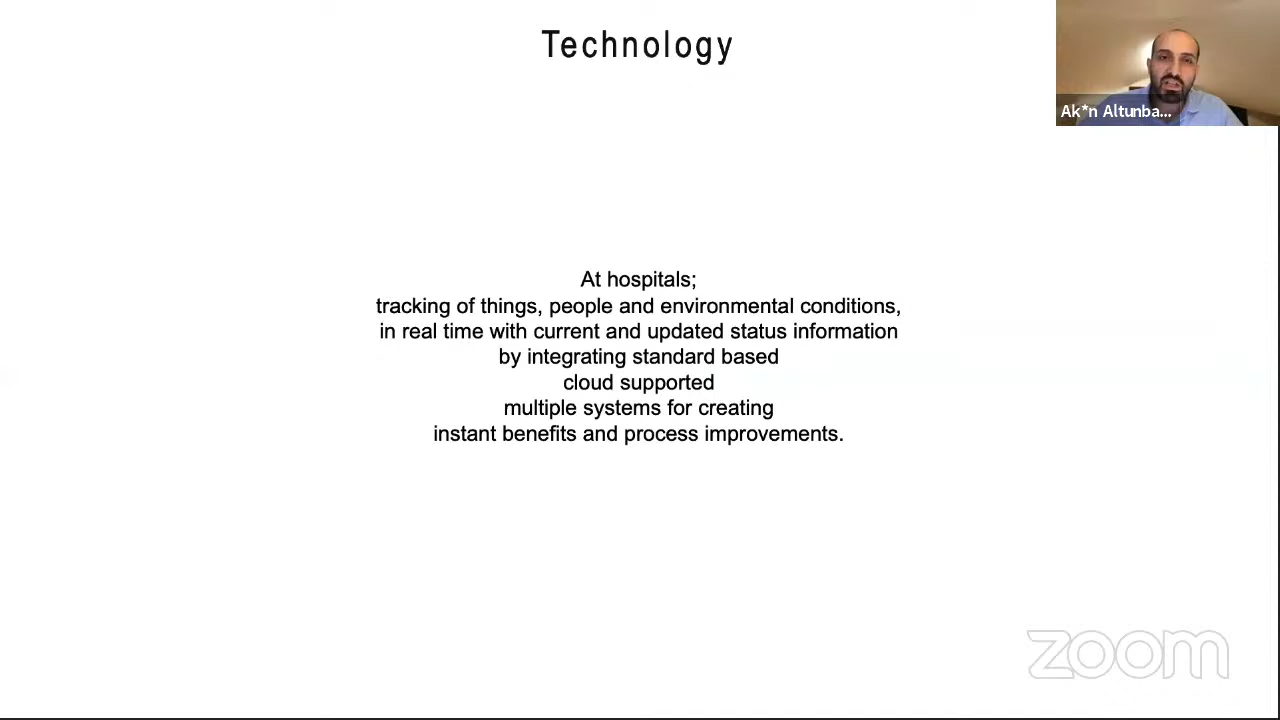 Technology
Ak*n Altunba...
At hospitals;
tracking of things, people and environmental conditions,
in real time with current and updated status information
by integrating standard based
cloud supported
multiple systems for creating
instant benefits and process improvements.
zoom